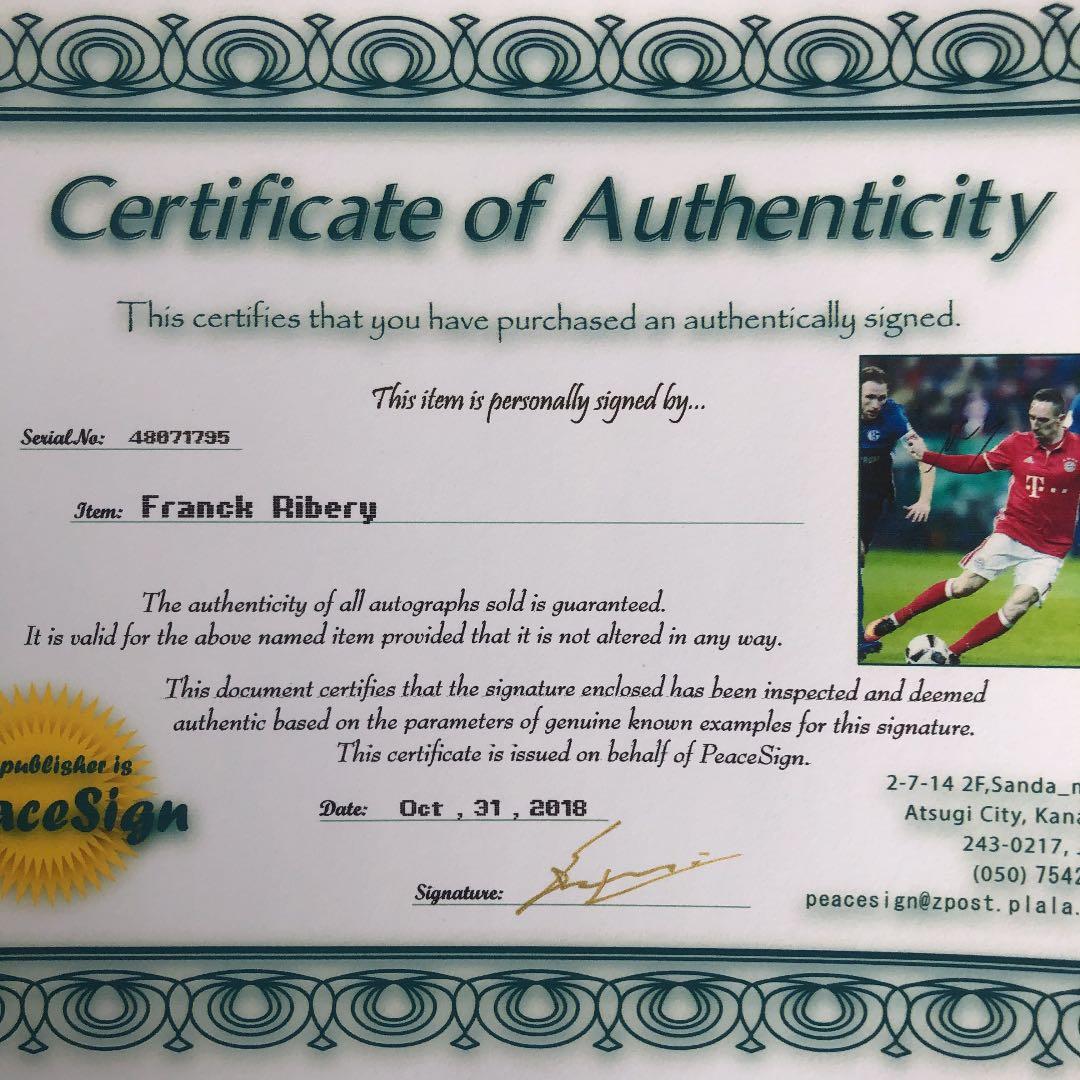 Certificate of Authenticity
This certifies that you have purchased an authentically signed.
This item is personally signed by...
Serial No: 48071795
Item: Franck Ribery
The authenticity of all autographs sold is guaranteed.
It is valid for the above named item provided that it is not altered in any way.
This document certifies that the signature enclosed has been inspected and deemed
authentic based on the parameters of genuine known examples for this signature.
This certificate is issued on behalf of PeaceSign.
publisher is
aceSign
Date: Oct , 31 , 2018
Signature:
2-7-14 2F,Sanda_
Atsugi City, Kana
243-0217,
(050) 7542
peacesign@zpost.plala.
T